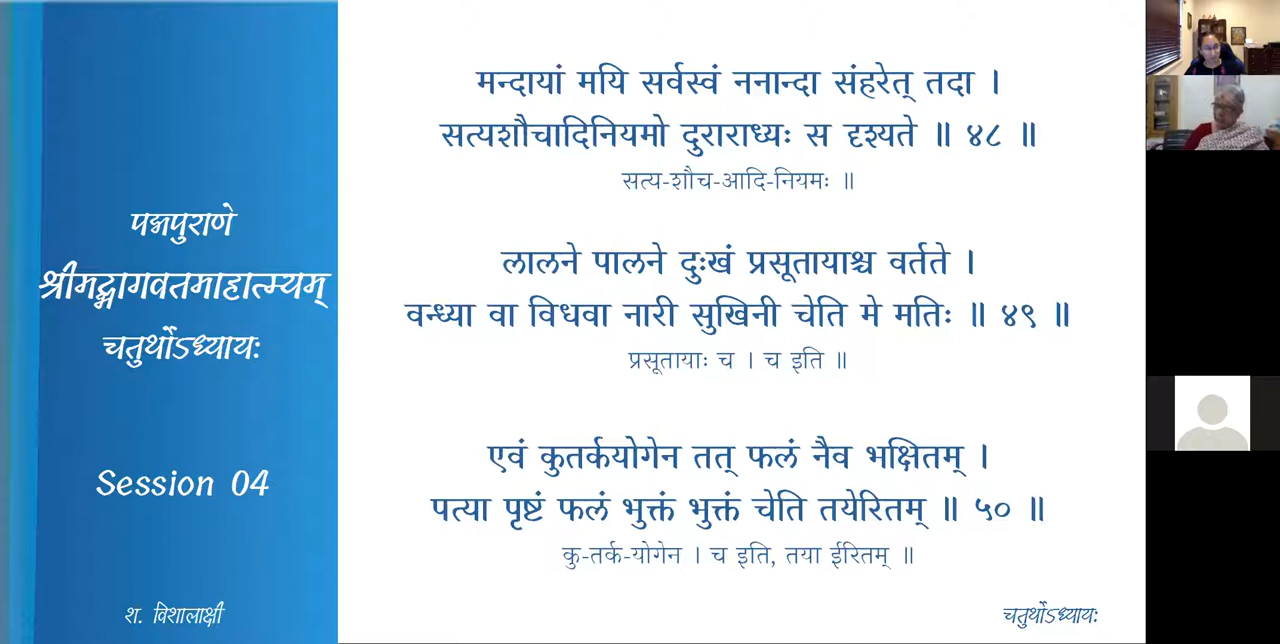 पद्मपुराणे
श्रीमद्भागवतमाहात्म्यम्
चतुर्थोऽध्यायः
Session 04
श. विशालाक्षी
मन्दायां मयि सर्वस्वं ननान्दा संहरेत् तदा ।
सत्यशौचादिनियमो दुराराध्यः स दृश्यते ॥ ४८ ॥
सत्य-शौच-आदि-नियमः ॥
लालने पालने दुःखं प्रसूतायाश्च वर्तते ।
वन्ध्या वा विधवा नारी सुखिनी चेति मे मतिः ॥ ४९ ॥
प्रसूतायाः च । च इति ॥
एवं कुतर्कयोगेन तत् फलं नैव भक्षितम् ।
पत्या पृष्टं फलं भुक्तं भुक्तं चेति तयेरितम् ॥ ५० ॥
कु-तर्क-योगेन । च इति, तया ईरितम् ॥
चतुर्थोऽध्यायः